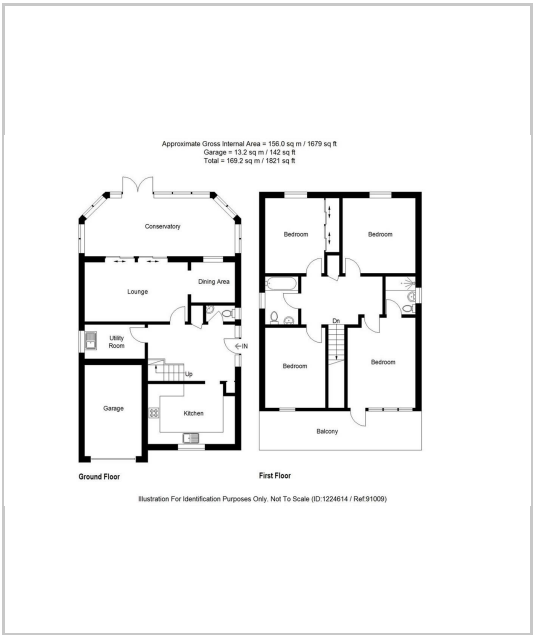 Approximate Gross Internal Area = 156.0 sq m / 1679 sq ft
Garage = 13.2 sq m / 142 sq ft
Total = 169.2 sq m / 1821 sq ft
Conservatory
Lounge
Dining Area
Utility
Room
IN
Up
Garage
Kitchen
Ground Floor
Bedroom
Bedroom
Dn
Bedroom
Bedroom
Balcony
First Floor
Illustration For Identification Purposes Only. Not To Scale (ID:1224614 / Ref:91009)